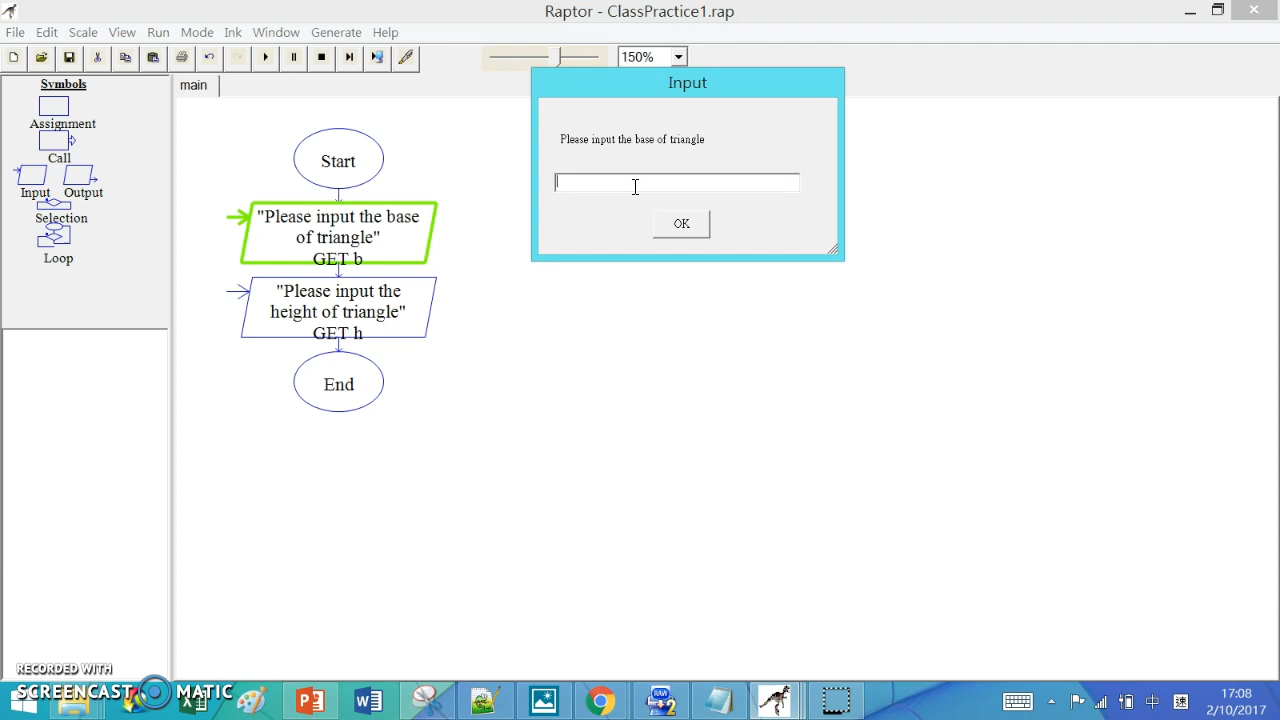 Raptor - ClassPractice1.rap
File Edit Scale View Run Mode Ink Window Generate Help
150%
Symbols
Assignment
Call
Input Output
Selection
Loop
main
Start
"Please input the base
of triangle"
GET b
"Please input the
height of triangle"
GET h
End
Input
Please input the base of triangle
OK
RECORDED WITH
SCREENCAST MATIC
中
速
17:08
2/10/2017